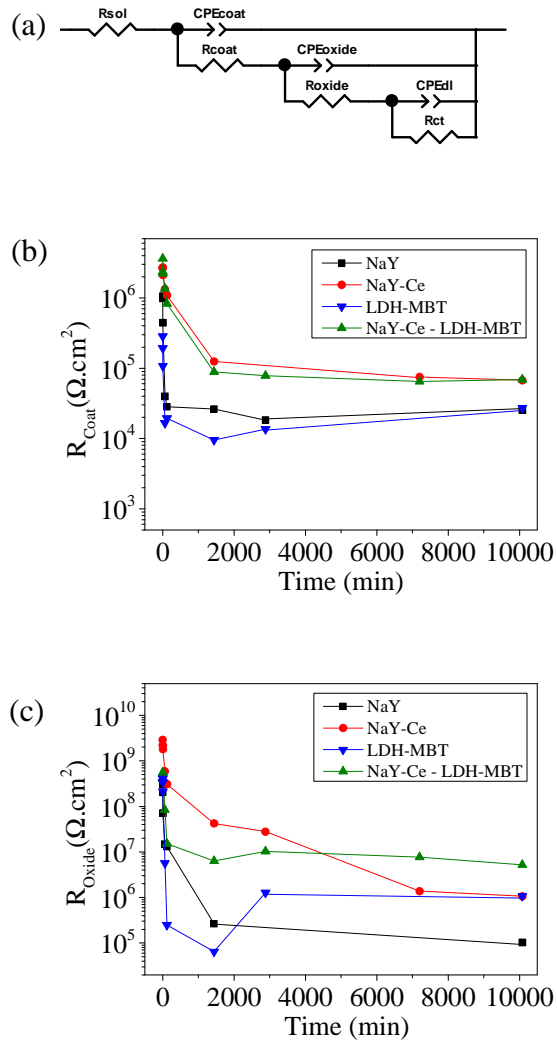 (a)
Rsol CPEcoat
Rcoat CPEoxide
Roxide CPEdl
Rct
(b)
NaY
NaY-Ce
LDH-MBT
NaY-Ce - LDH-MBT
10⁶
10⁵
10⁴
10³
R_Coat(Ω.cm²)
0 2000 4000 6000 8000 10000
Time (min)
(c)
NaY
NaY-Ce
LDH-MBT
NaY-Ce - LDH-MBT
10¹⁰
10⁹
10⁸
10⁷
10⁶
10⁵
R_Oxide(Ω.cm²)
0 2000 4000 6000 8000 10000
Time (min)